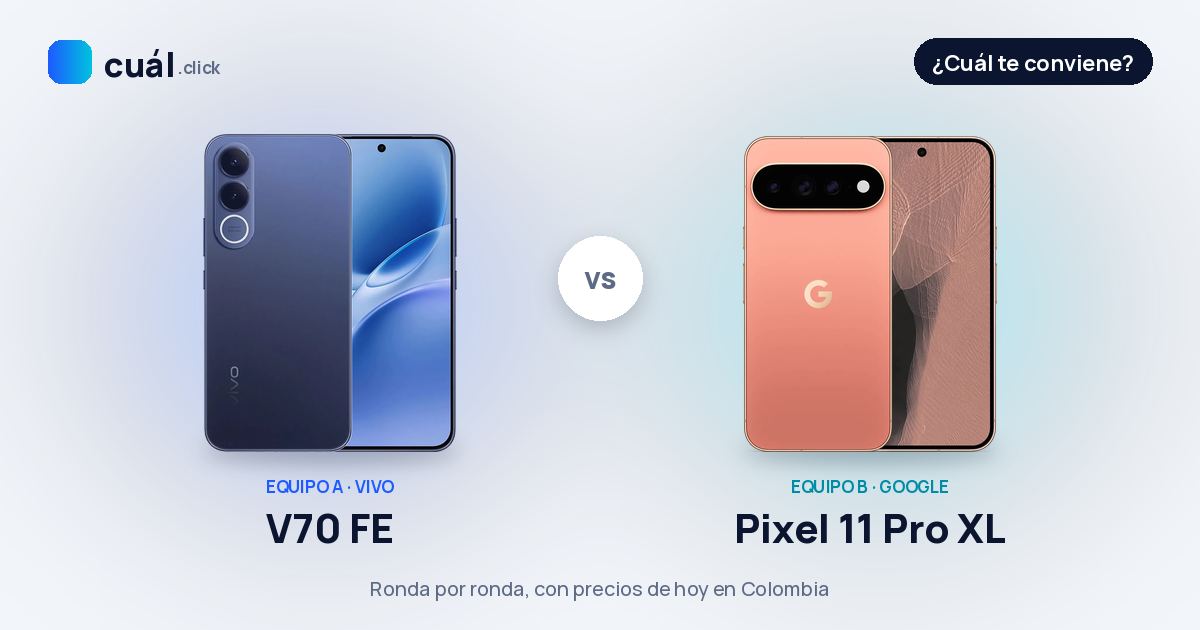 cuál.click
¿Cuál te conviene?
vivo
G
VS
EQUIPO A · VIVO
V70 FE
EQUIPO B · GOOGLE
Pixel 11 Pro XL
Ronda por ronda, con precios de hoy en Colombia